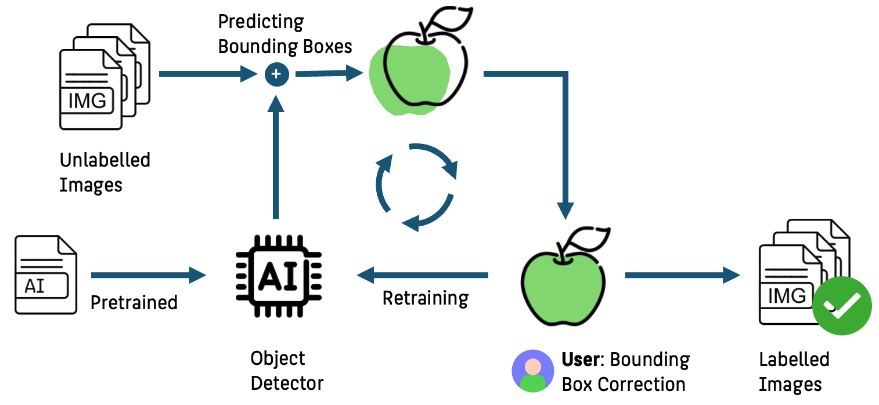 Predicting
Bounding Boxes
IMG
+
Unlabelled
Images
AI
Pretrained
AI
Retraining
IMG
Object
Detector
User: Bounding
Box Correction
Labelled
Images